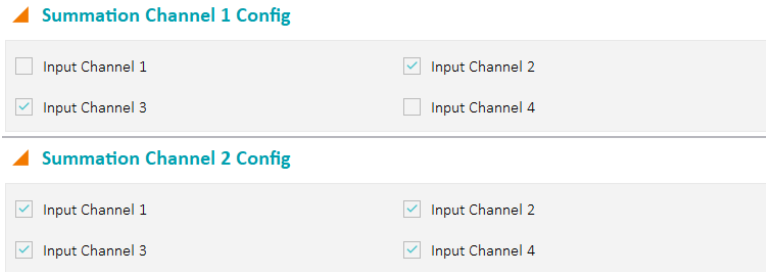 Summation Channel 1 Config
Input Channel 1 Input Channel 2
Input Channel 3 Input Channel 4
Summation Channel 2 Config
Input Channel 1 Input Channel 2
Input Channel 3 Input Channel 4